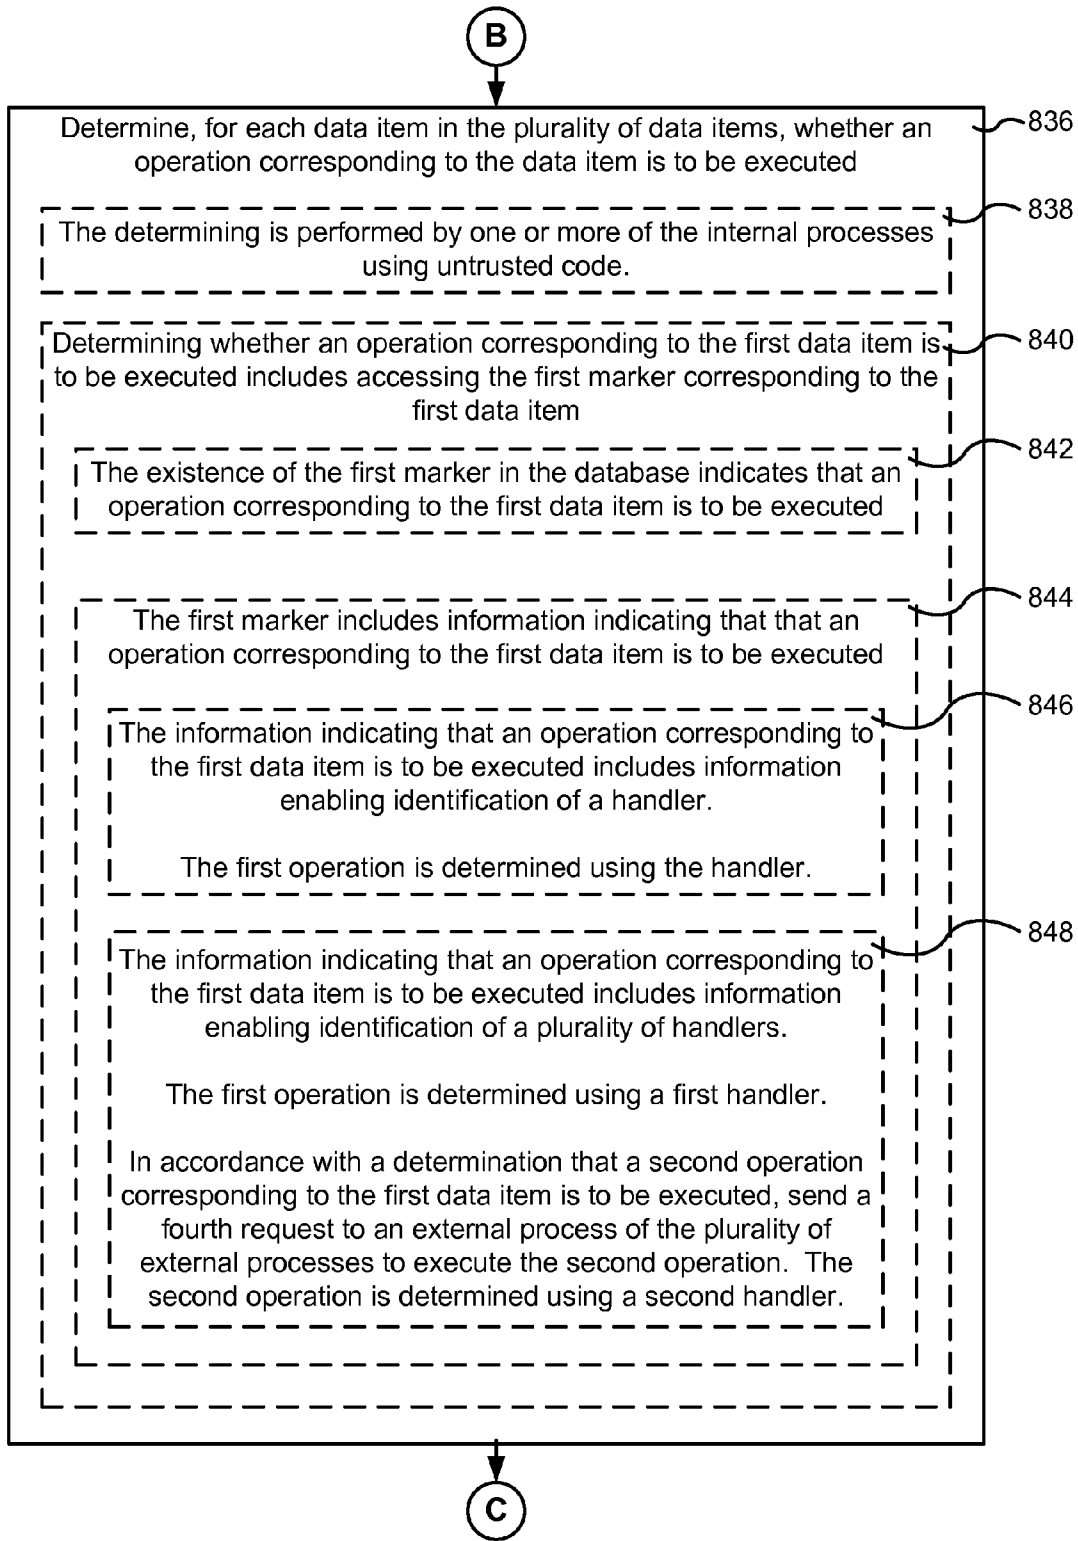 B
Determine, for each data item in the plurality of data items, whether an
operation corresponding to the data item is to be executed
836
The determining is performed by one or more of the internal processes
using untrusted code.
838
Determining whether an operation corresponding to the first data item is
to be executed includes accessing the first marker corresponding to the
first data item
840
The existence of the first marker in the database indicates that an
operation corresponding to the first data item is to be executed
842
The first marker includes information indicating that that an
operation corresponding to the first data item is to be executed
844
The information indicating that an operation corresponding to
the first data item is to be executed includes information
enabling identification of a handler.
The first operation is determined using the handler.
846
The information indicating that an operation corresponding to
the first data item is to be executed includes information
enabling identification of a plurality of handlers.
The first operation is determined using a first handler.
In accordance with a determination that a second operation
corresponding to the first data item is to be executed, send a
fourth request to an external process of the plurality of
external processes to execute the second operation.  The
second operation is determined using a second handler.
848
C